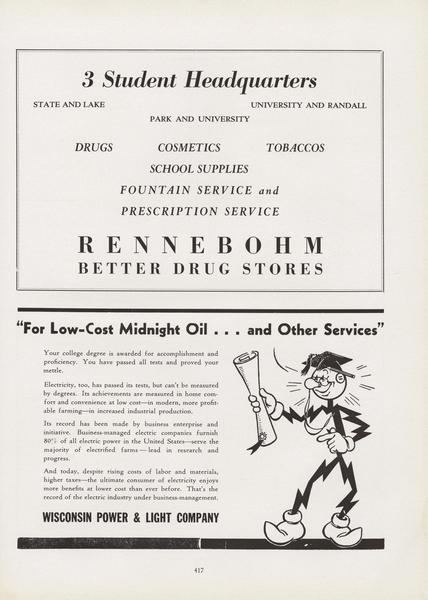 3 Student Headquarters
STATE AND LAKE UNIVERSITY AND RANDALL
PARK AND UNIVERSITY
DRUGS COSMETICS TOBACCOS
SCHOOL SUPPLIES
FOUNTAIN SERVICE and
PRESCRIPTION SERVICE
RENNEBOHM
BETTER DRUG STORES
"For Low-Cost Midnight Oil . . . and Other Services"
Your college degree is awarded for accomplishment and
proficiency. You have passed all tests and proved your
mettle.
Electricity, too, has passed its tests, but can't be measured
by degrees. Its achievements are measured in home com-
fort and convenience at low cost—in modern, more profit-
able farming—in increased industrial production.
Its record has been made by business enterprise and
initiative. Business-managed electric companies furnish
80% of all electric power in the United States—serve the
majority of electrified farms—lead in research and
progress.
And today, despite rising costs of labor and materials,
higher taxes—the ultimate consumer of electricity enjoys
more benefits at lower cost than ever before. That's the
record of the electric industry under business-management.
WISCONSIN POWER & LIGHT COMPANY
417